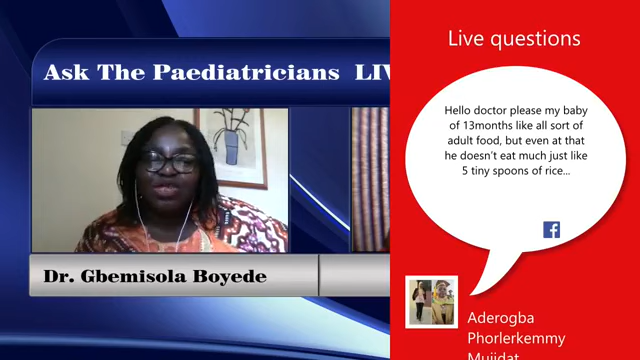 Ask The Paediatricians LIV
Dr. Gbemisola Boyede
Live questions
Hello doctor please my baby
of 13months like all sort of
adult food, but even at that
he doesn't eat much just like
5 tiny spoons of rice...
Aderogba
Phorlerkemmy
Mujidat